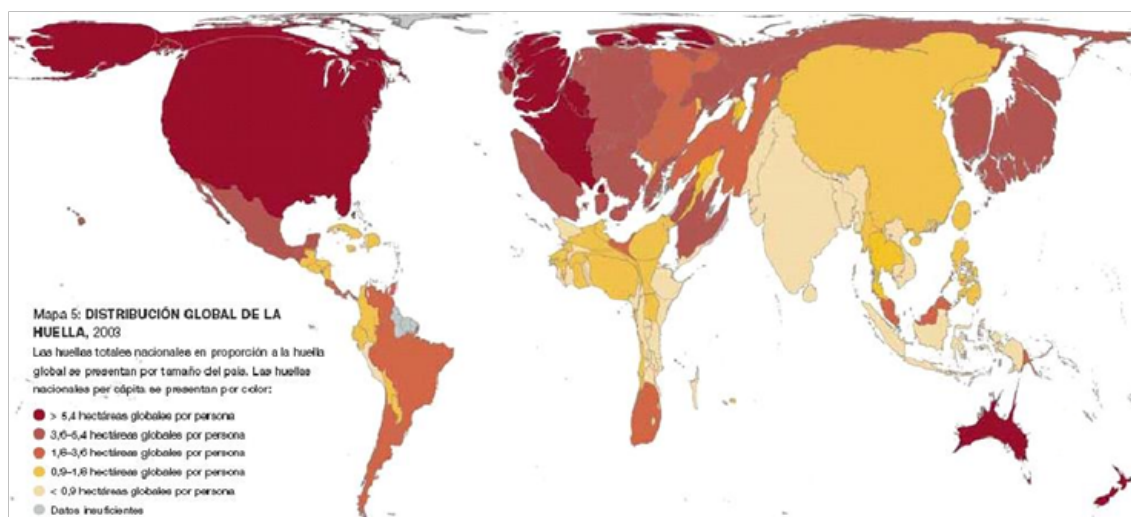 Mapa 5: DISTRIBUCIÓN GLOBAL DE LA
HUELLA, 2003
Las huellas totales nacionales en proporción a la huella
global se presentan por tamaño del país. Las huellas
nacionales per cápita se presentan por color:
> 5,4 hectáreas globales por persona
3,6–5,4 hectáreas globales por persona
1,8–3,6 hectáreas globales por persona
0,9–1,8 hectáreas globales por persona
< 0,9 hectáreas globales por persona
Datos insuficientes